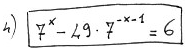 4) 7^x - 49 · 7^{-x-1} = 6